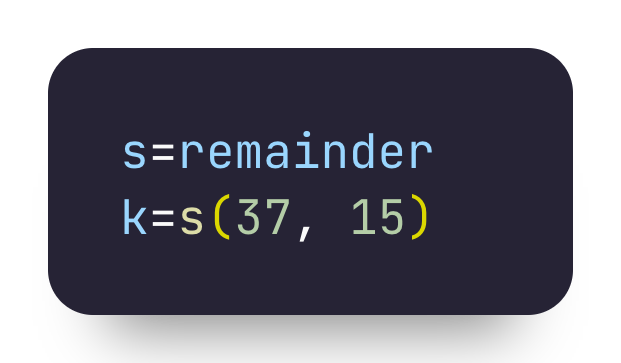 s=remainder
k=s(37, 15)